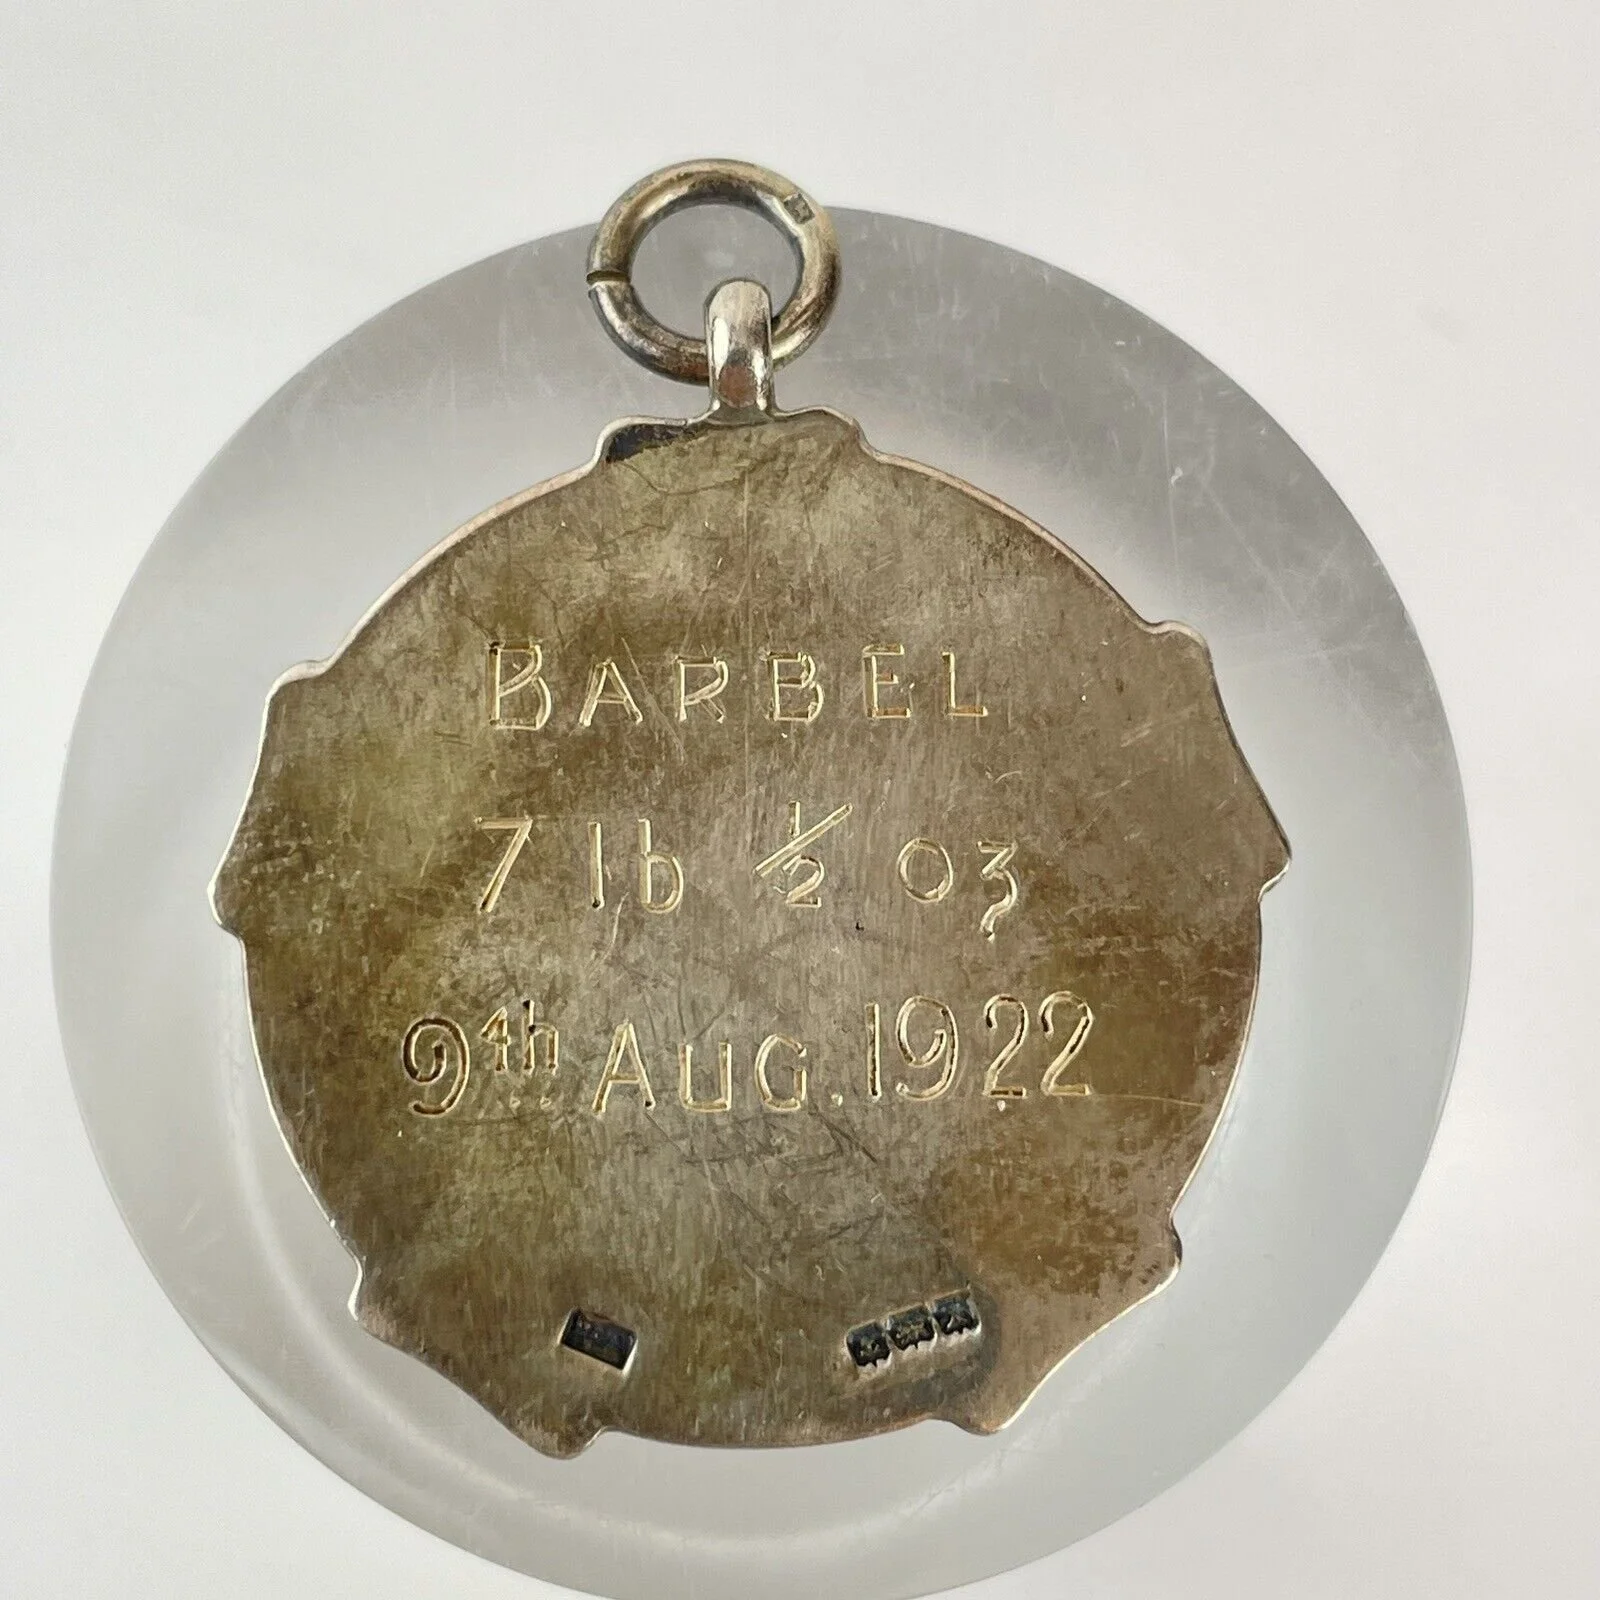 BARBEL
7 lb ½ oz
9th AUG. 1922